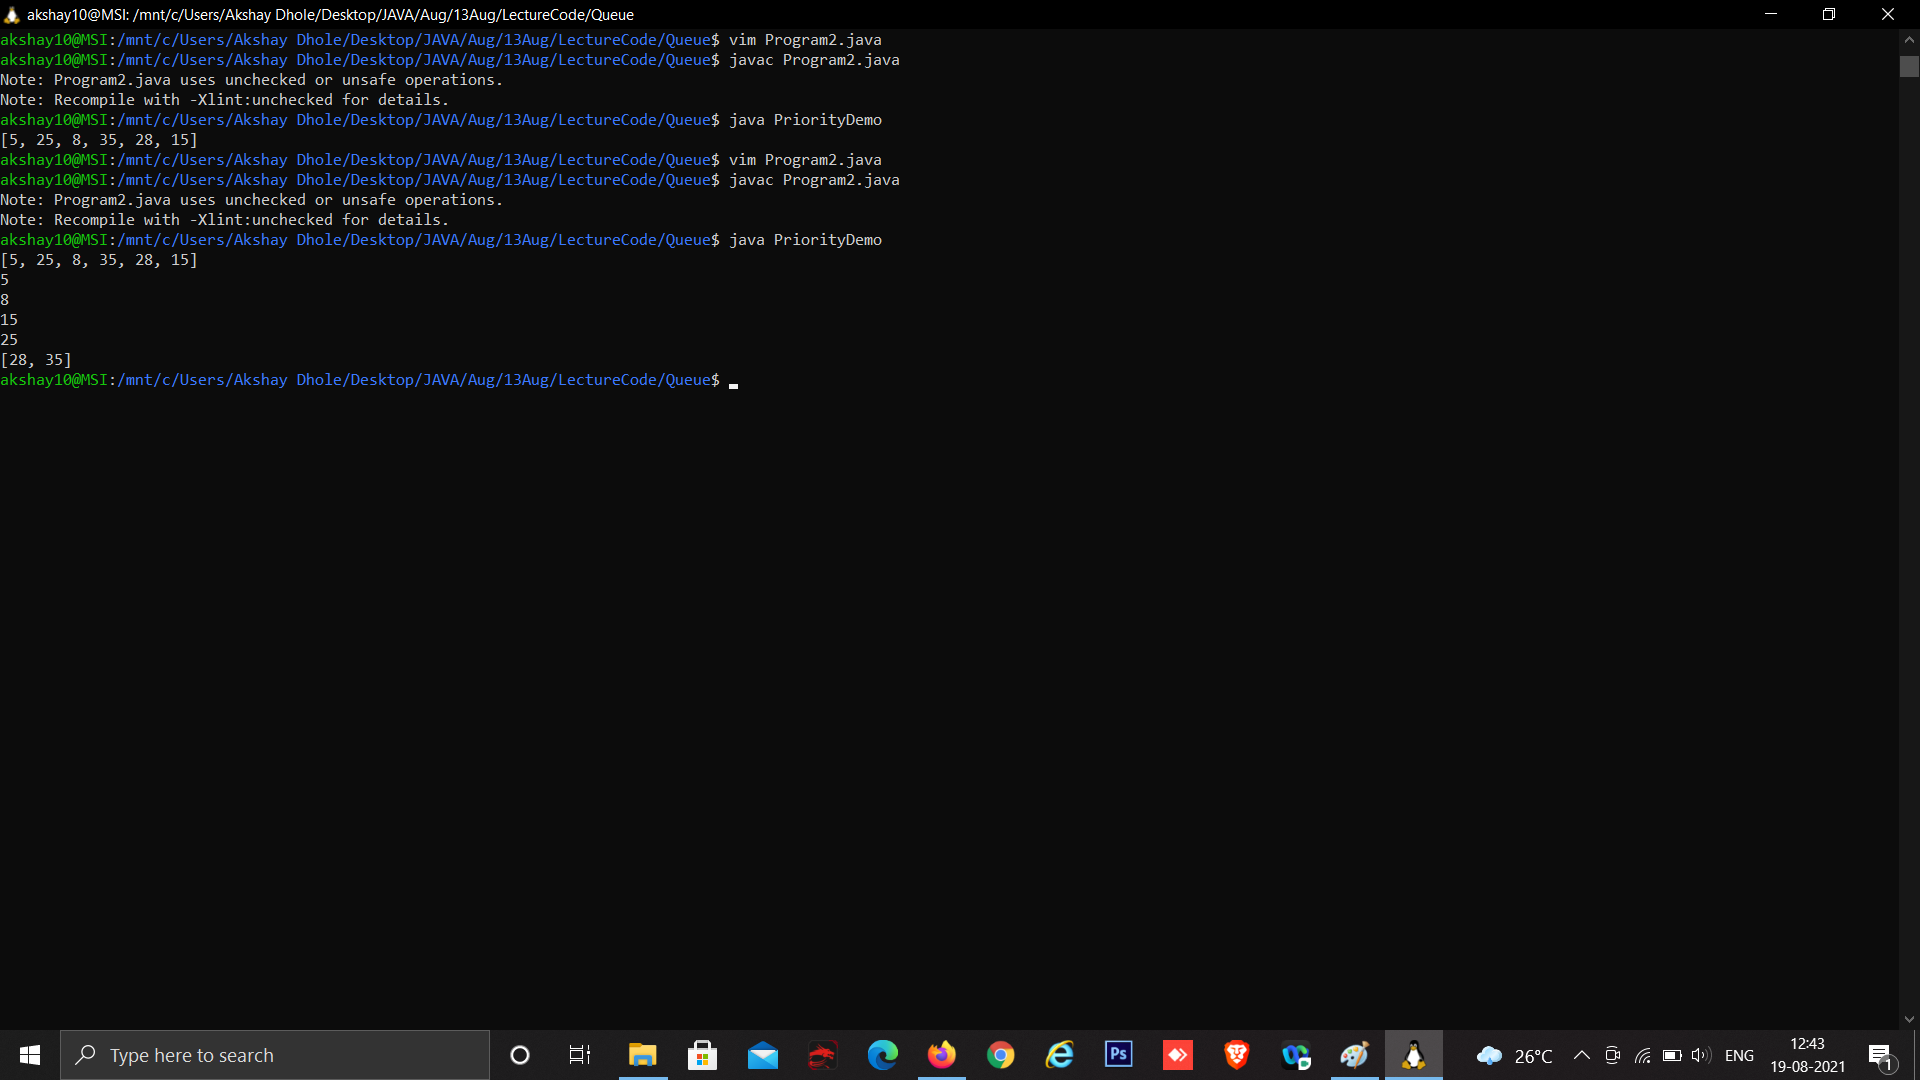 akshay10@MSI: /mnt/c/Users/Akshay Dhole/Desktop/JAVA/Aug/13Aug/LectureCode/Queue
akshay10@MSI:/mnt/c/Users/Akshay Dhole/Desktop/JAVA/Aug/13Aug/LectureCode/Queue$ vim Program2.java
akshay10@MSI:/mnt/c/Users/Akshay Dhole/Desktop/JAVA/Aug/13Aug/LectureCode/Queue$ javac Program2.java
Note: Program2.java uses unchecked or unsafe operations.
Note: Recompile with -Xlint:unchecked for details.
akshay10@MSI:/mnt/c/Users/Akshay Dhole/Desktop/JAVA/Aug/13Aug/LectureCode/Queue$ java PriorityDemo
[5, 25, 8, 35, 28, 15]
akshay10@MSI:/mnt/c/Users/Akshay Dhole/Desktop/JAVA/Aug/13Aug/LectureCode/Queue$ vim Program2.java
akshay10@MSI:/mnt/c/Users/Akshay Dhole/Desktop/JAVA/Aug/13Aug/LectureCode/Queue$ javac Program2.java
Note: Program2.java uses unchecked or unsafe operations.
Note: Recompile with -Xlint:unchecked for details.
akshay10@MSI:/mnt/c/Users/Akshay Dhole/Desktop/JAVA/Aug/13Aug/LectureCode/Queue$ java PriorityDemo
[5, 25, 8, 35, 28, 15]
5
8
15
25
[28, 35]
akshay10@MSI:/mnt/c/Users/Akshay Dhole/Desktop/JAVA/Aug/13Aug/LectureCode/Queue$
Type here to search
Ps
26°C
ENG
12:43
19-08-2021
1